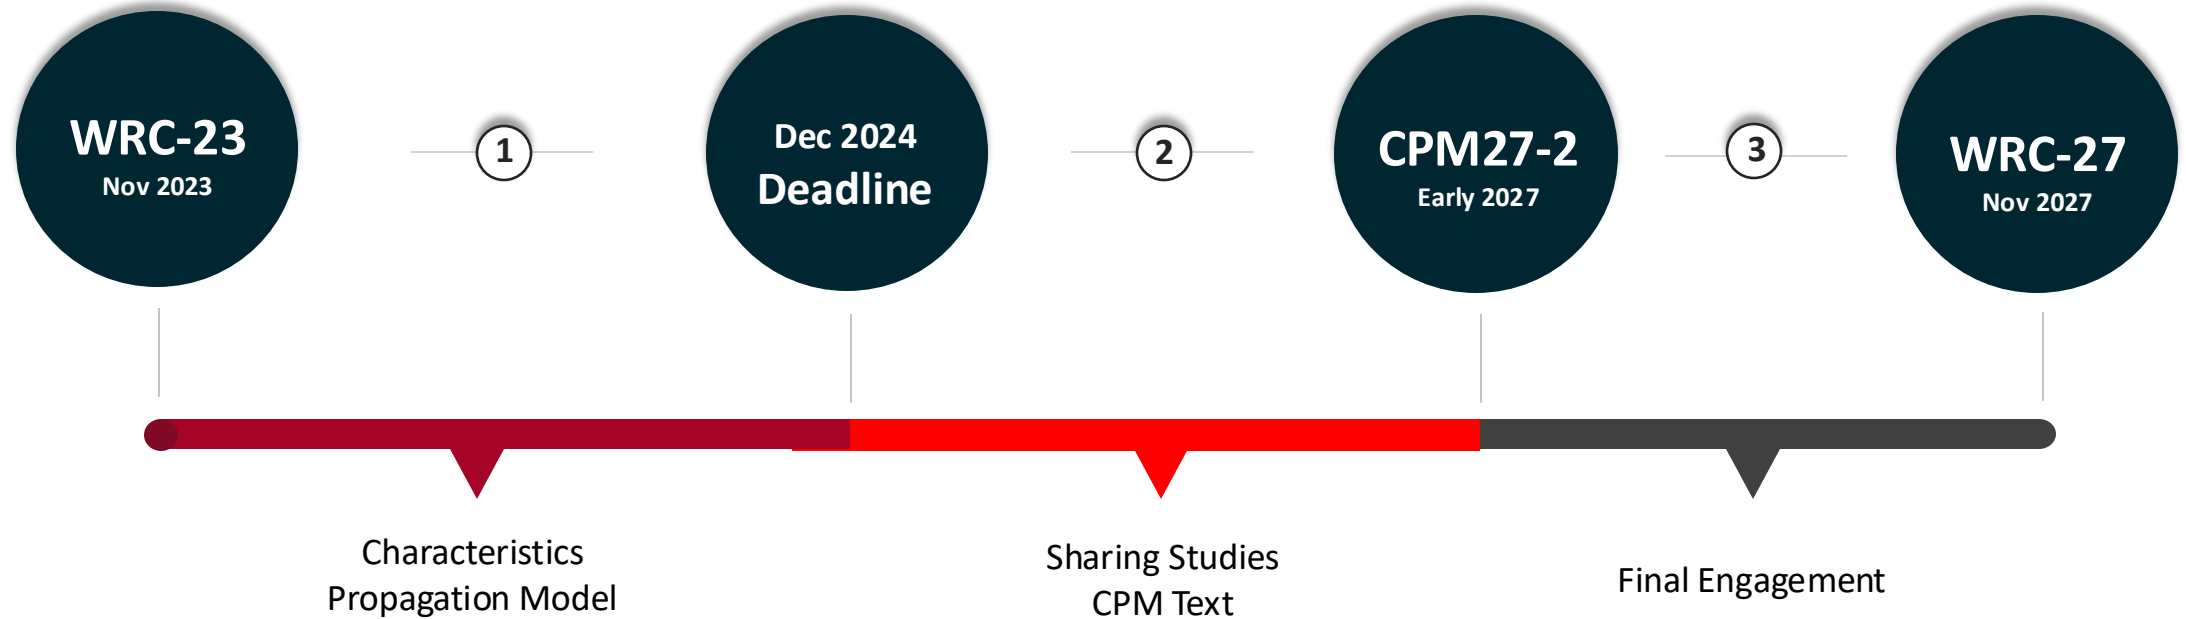 WRC-23
Nov 2023
1
Dec 2024
Deadline
2
CPM27-2
Early 2027
3
WRC-27
Nov 2027
Characteristics
Propagation Model
Sharing Studies
CPM Text
Final Engagement